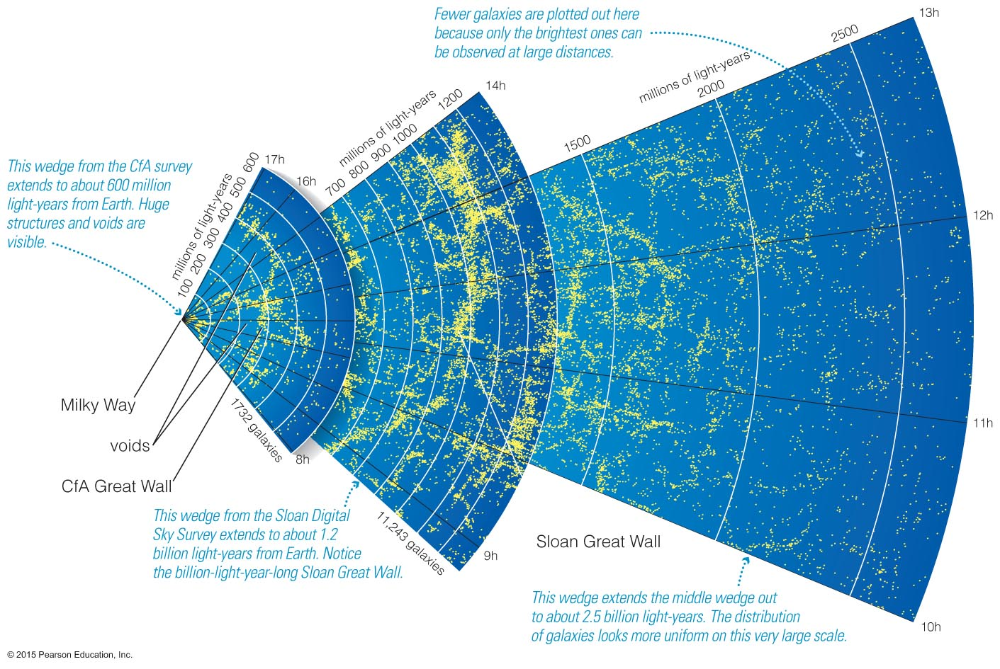 Fewer galaxies are plotted out here
because only the brightest ones can
be observed at large distances.
13h
2500
millions of light-years
2000
14h
millions of light-years
1200
1000
900
800
700
1500
17h
16h
This wedge from the CfA survey
extends to about 600 million
light-years from Earth. Huge
structures and voids are
visible.
millions of light-years
600
500
400
300
200
100
12h
Milky Way
voids
CfA Great Wall
1732 galaxies
8h
11h
This wedge from the Sloan Digital
Sky Survey extends to about 1.2
billion light-years from Earth. Notice
the billion-light-year-long Sloan Great Wall.
11,243 galaxies
9h
Sloan Great Wall
This wedge extends the middle wedge out
to about 2.5 billion light-years. The distribution
of galaxies looks more uniform on this very large scale.
10h
© 2015 Pearson Education, Inc.